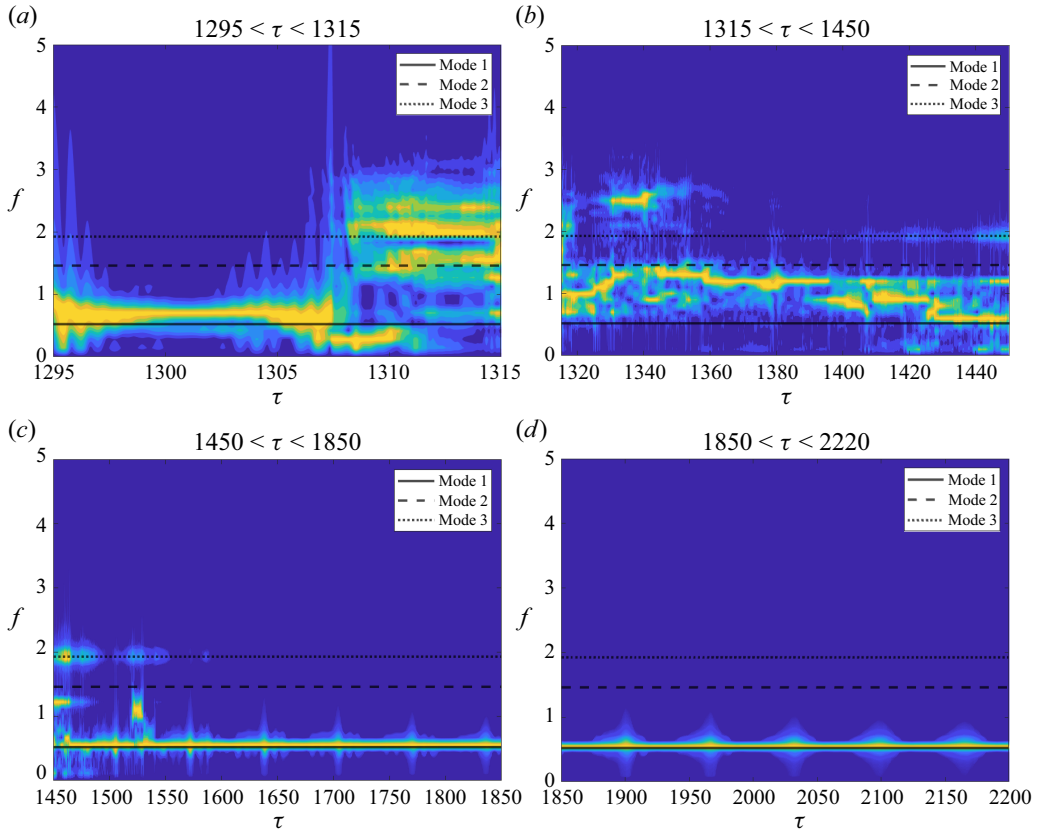 (a) 1295 < τ < 1315
5
4
3
f
2
1
0
Mode 1
Mode 2
Mode 3
1295 1300 1305 1310 1315
τ
(b) 1315 < τ < 1450
5
4
3
f
2
1
0
Mode 1
Mode 2
Mode 3
1320 1340 1360 1380 1400 1420 1440
τ
(c) 1450 < τ < 1850
5
4
3
f
2
1
0
Mode 1
Mode 2
Mode 3
1450 1500 1550 1600 1650 1700 1750 1800 1850
τ
(d) 1850 < τ < 2220
5
4
3
f
2
1
0
Mode 1
Mode 2
Mode 3
1850 1900 1950 2000 2050 2100 2150 2200
τ